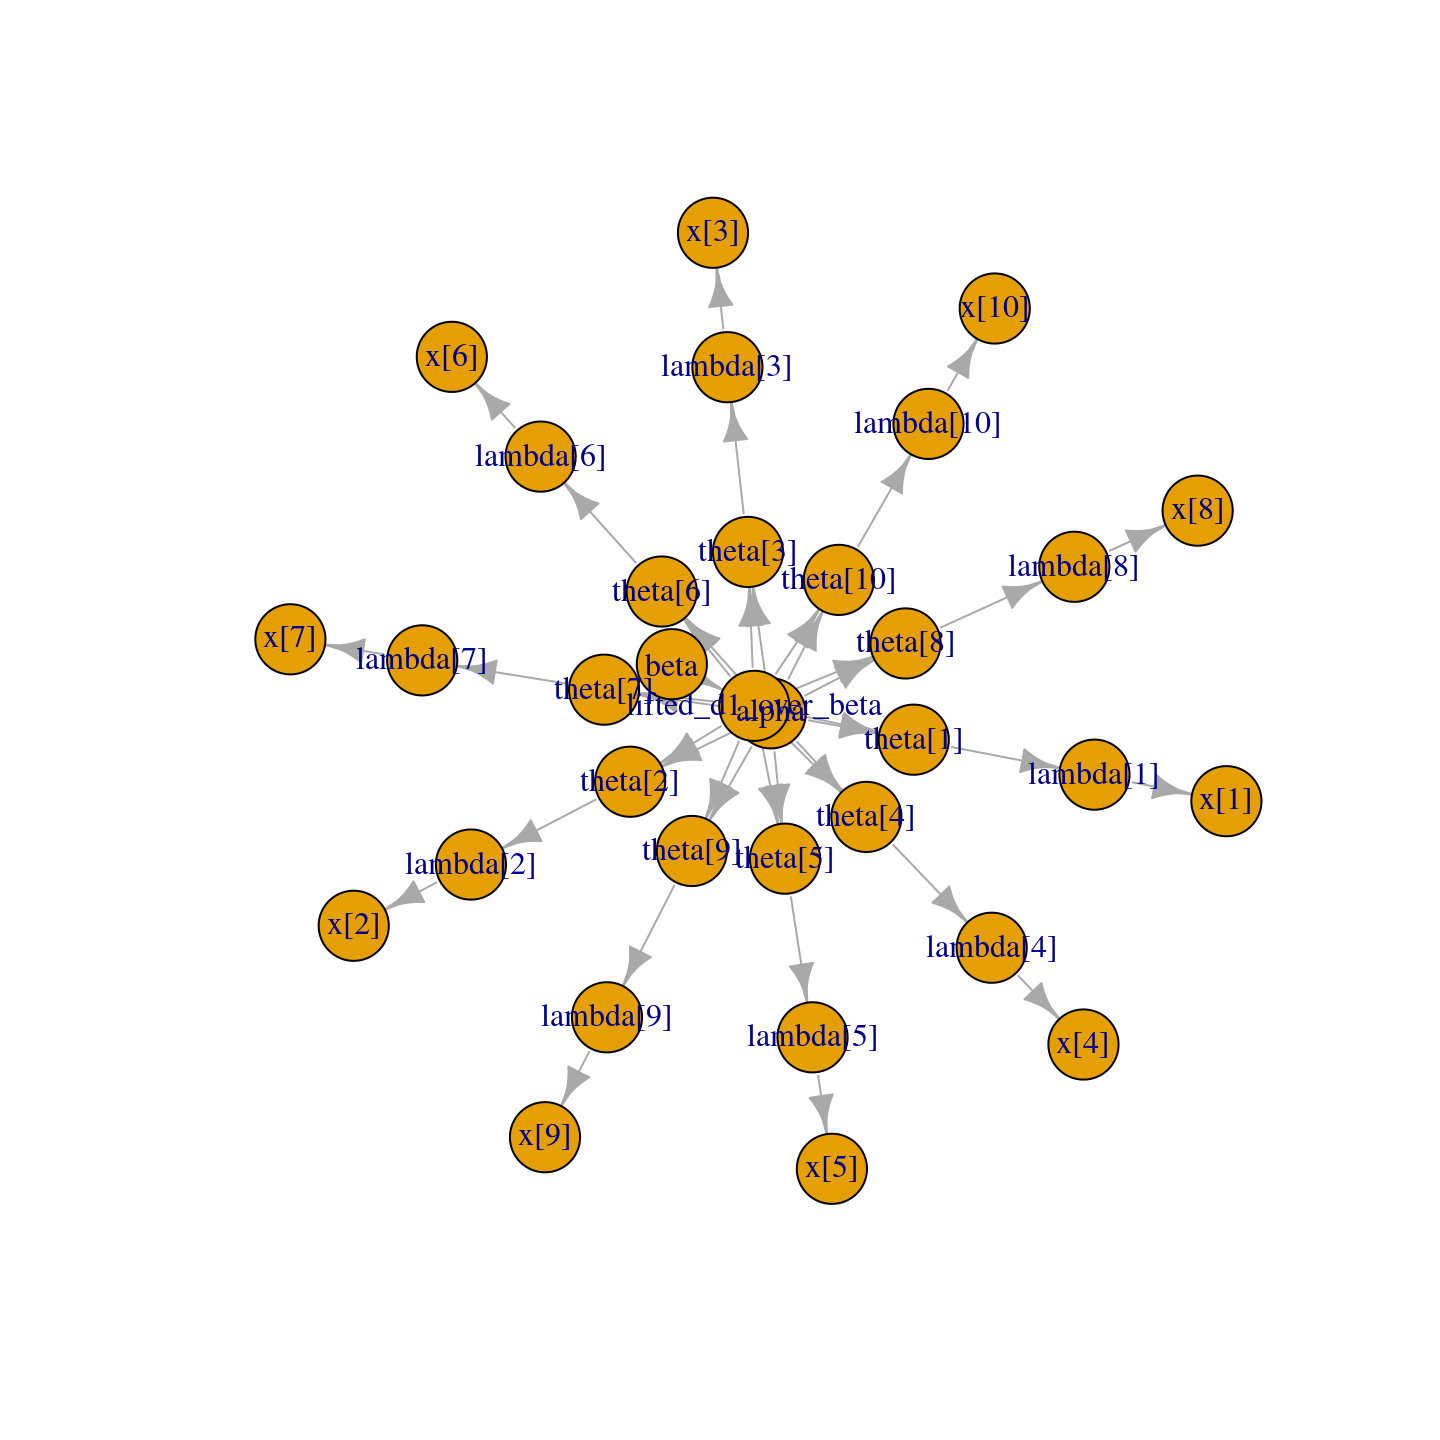 x[3]
x[10]
x[6]
lambda[3]
lambda[10]
lambda[6]
x[8]
theta[3]
lambda[8]
theta[10]
theta[6]
x[7]
theta[8]
lambda[7]
beta
theta[7]
lifted_d1_over_beta
alpha
theta[1]
lambda[1]
theta[2]
x[1]
theta[4]
theta[9]
theta[5]
lambda[2]
x[2]
lambda[4]
lambda[9]
lambda[5]
x[4]
x[9]
x[5]